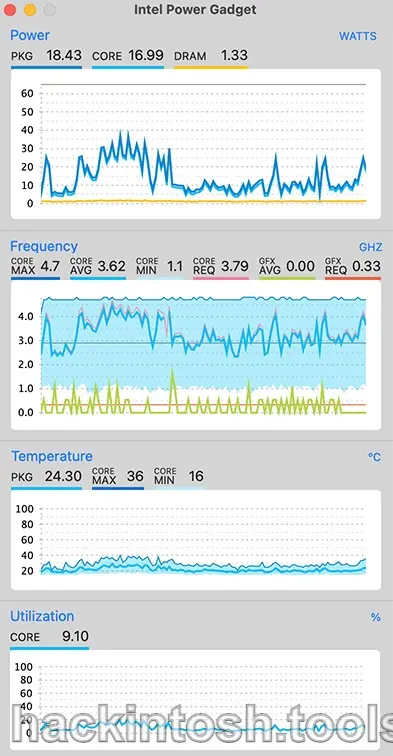 Intel Power Gadget
Power WATTS
PKG 18.43 CORE 16.99 DRAM 1.33
60
50
40
30
20
10
0
Frequency GHZ
CORE MAX 4.7 CORE AVG 3.62 CORE MIN 1.1 CORE REQ 3.79 GFX AVG 0.00 GFX REQ 0.33
4.0
3.0
2.0
1.0
0.0
Temperature ºC
PKG 24.30 CORE MAX 36 CORE MIN 16
100
80
60
40
20
Utilization %
CORE 9.10
100
80
60
40
20
0
hackintosh.tools